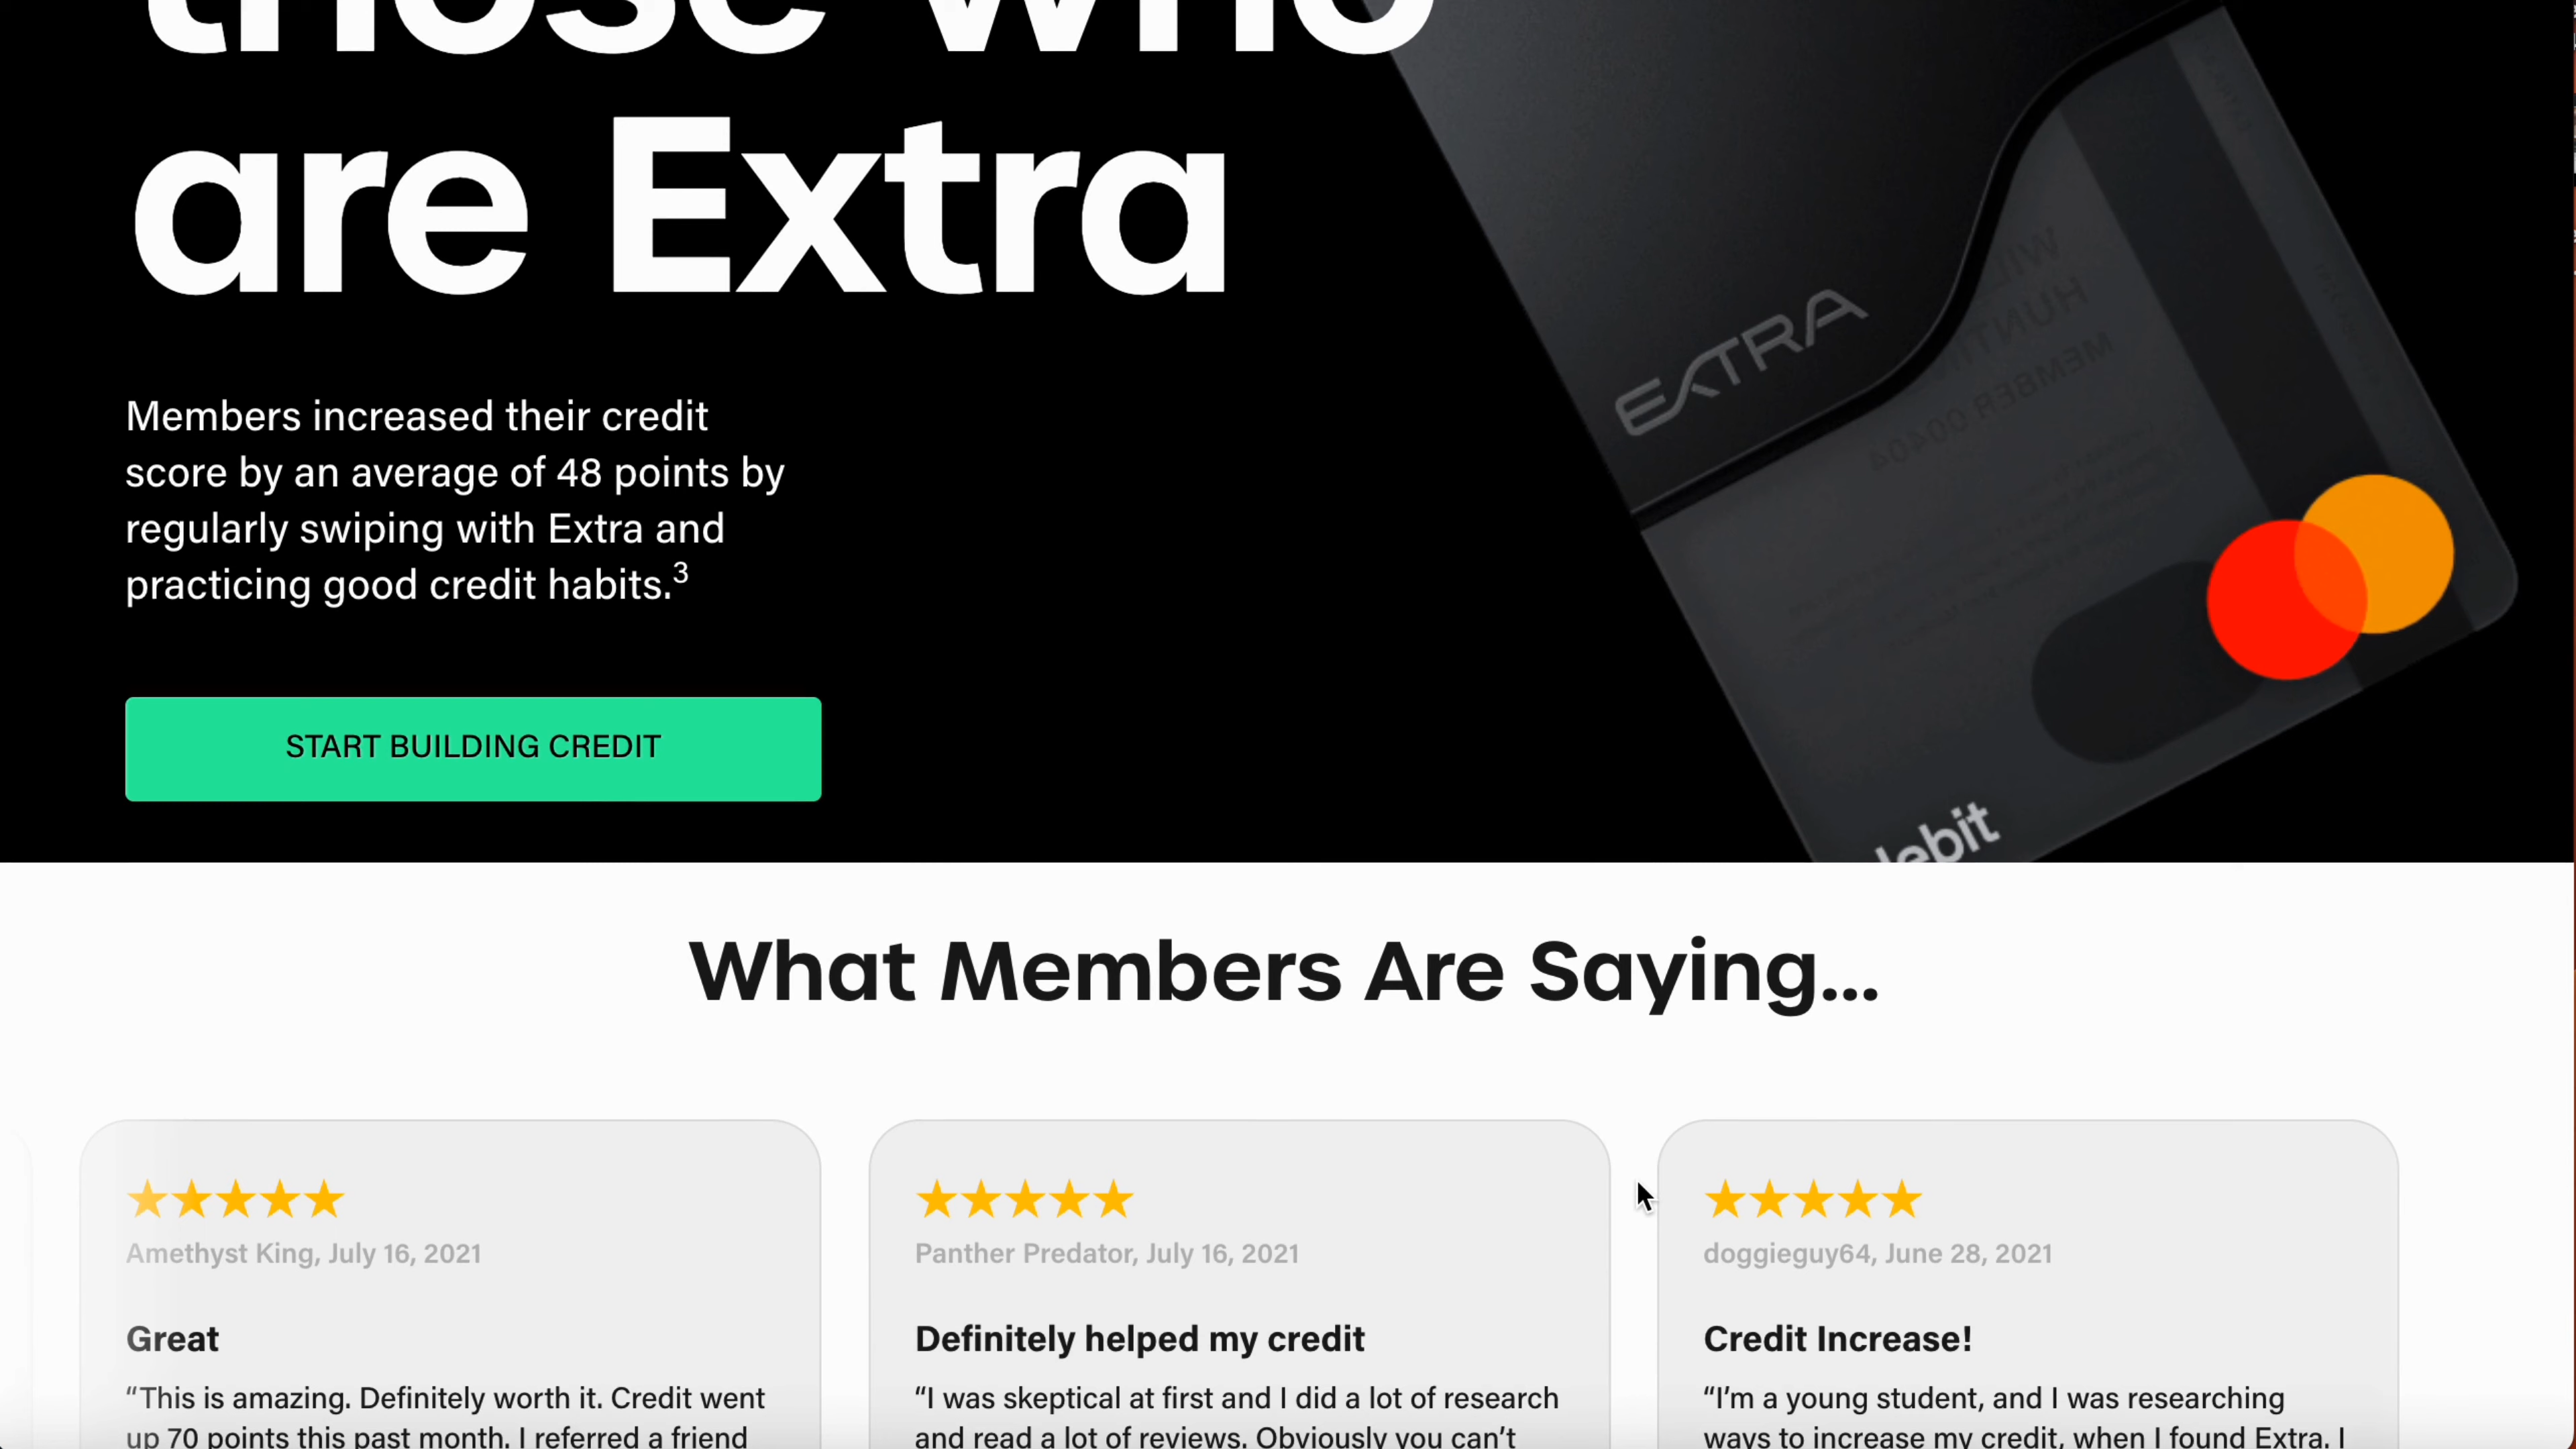 those who
are Extra
Members increased their credit
score by an average of 48 points by
regularly swiping with Extra and
practicing good credit habits.3
START BUILDING CREDIT
EXTRA
MEMBER 00404
What Members Are Saying...
★★★★★
Amethyst King, July 16, 2021
Great
“This is amazing. Definitely worth it. Credit went
up 70 points this past month. I referred a friend
★★★★★
Panther Predator, July 16, 2021
Definitely helped my credit
“I was skeptical at first and I did a lot of research
and read a lot of reviews. Obviously you can’t
★★★★★
doggieguy64, June 28, 2021
Credit Increase!
“I’m a young student, and I was researching
ways to increase my credit, when I found Extra. I